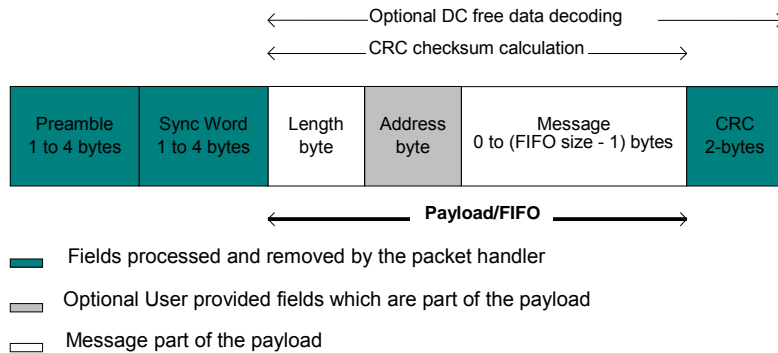 Optional DC free data decoding
CRC checksum calculation
Preamble
1 to 4 bytes
Sync Word
1 to 4 bytes
Length
byte
Address
byte
Message
0 to (FIFO size - 1) bytes
CRC
2-bytes
Payload/FIFO
Fields processed and removed by the packet handler
Optional User provided fields which are part of the payload
Message part of the payload